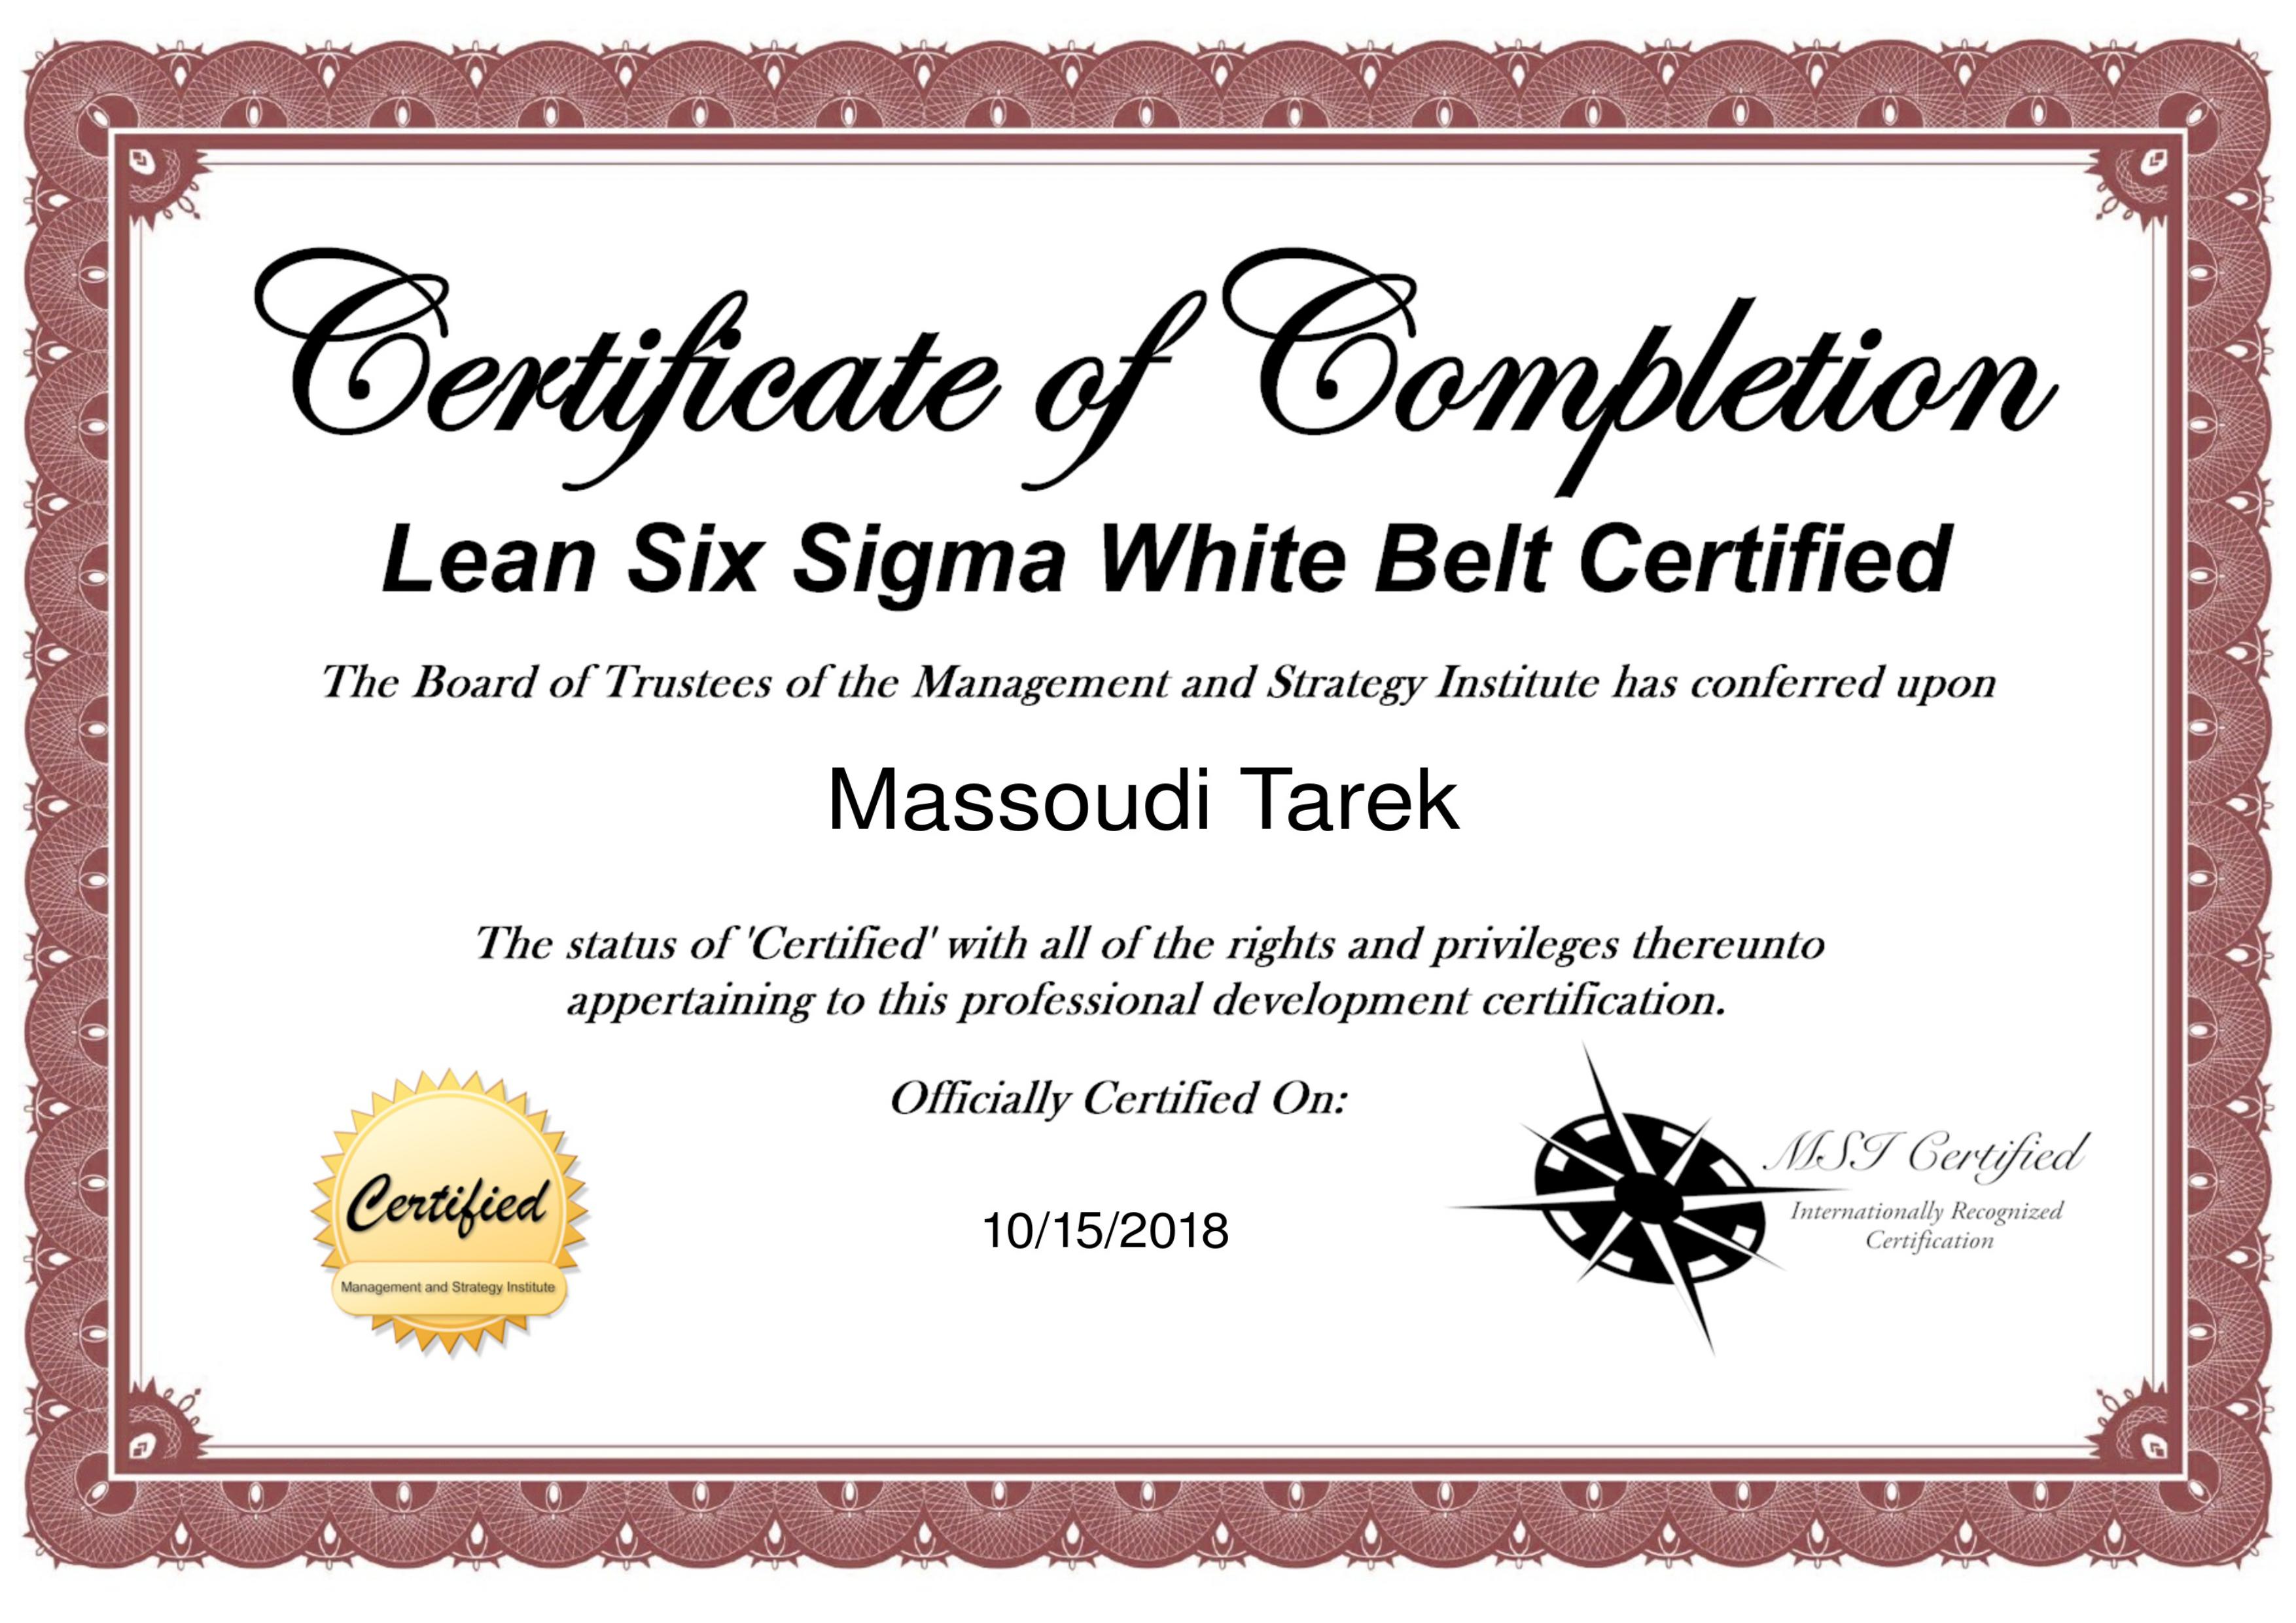 Certificate of Completion
Lean Six Sigma White Belt Certified
The Board of Trustees of the Management and Strategy Institute has conferred upon
Massoudi Tarek
The status of 'Certified' with all of the rights and privileges thereunto
appertaining to this professional development certification.
Officially Certified On:
10/15/2018
Certified
Management and Strategy Institute
MSI Certified
Internationally Recognized
Certification